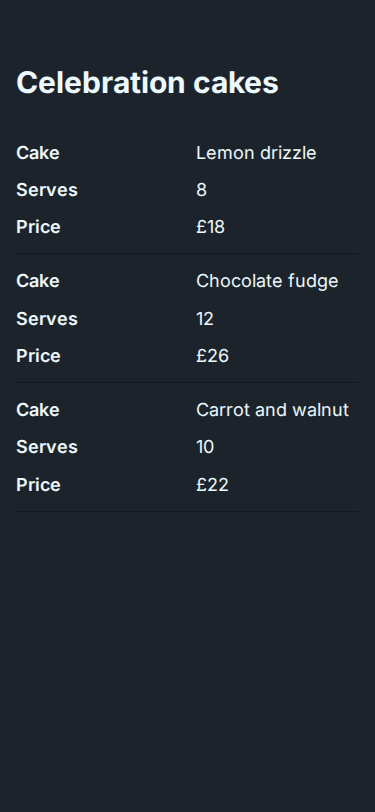 Celebration cakes
Cake Lemon drizzle
Serves 8
Price £18
Cake Chocolate fudge
Serves 12
Price £26
Cake Carrot and walnut
Serves 10
Price £22